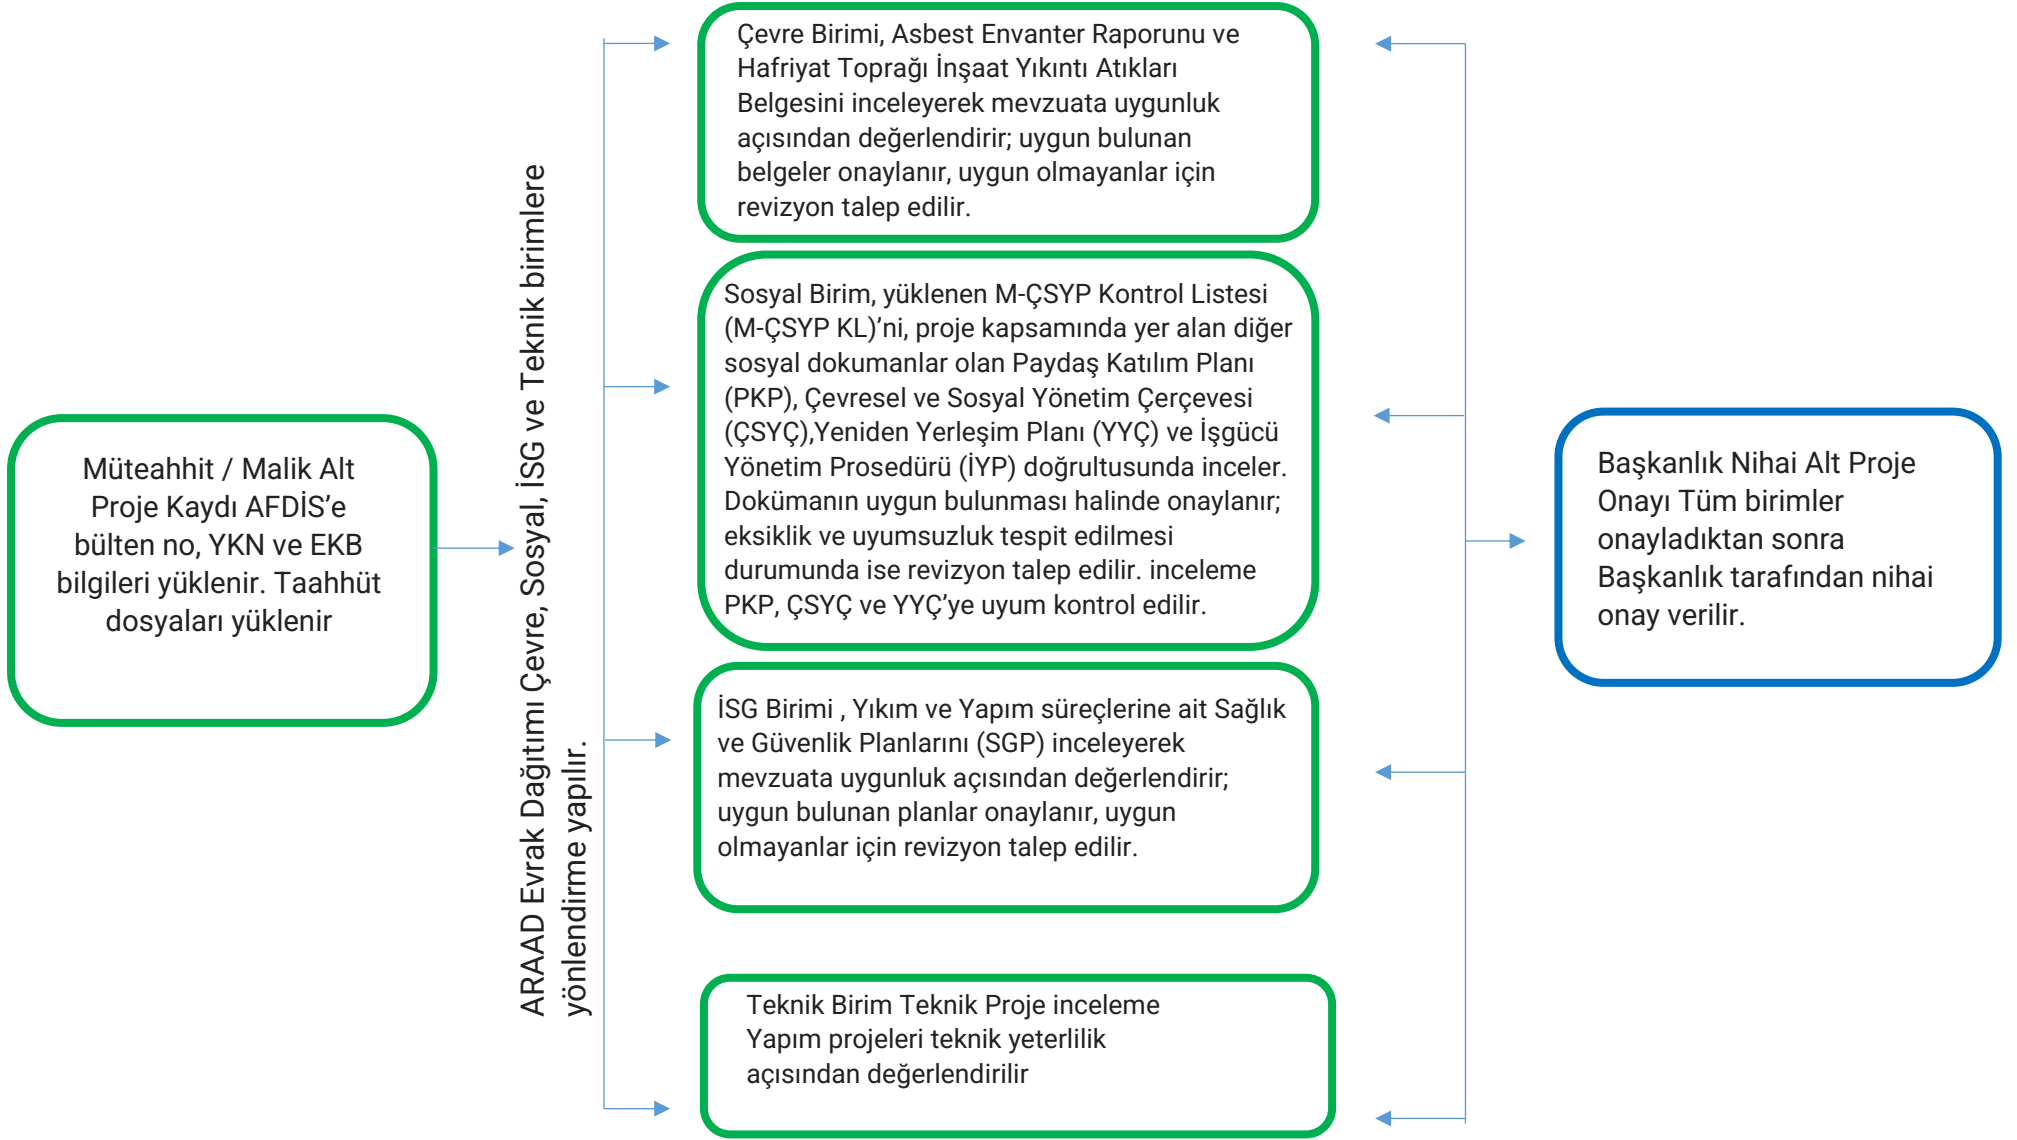 Müteahhit / Malik Alt
Proje Kaydı AFDİS’e
bülten no, YKN ve EKB
bilgileri yüklenir. Taahhüt
dosyaları yüklenir
ARAAD Evrak Dağıtımı Çevre, Sosyal, İSG ve Teknik birimlere
yönlendirme yapılır.
Çevre Birimi, Asbest Envanter Raporunu ve
Hafriyat Toprağı İnşaat Yıkıntı Atıkları
Belgesini inceleyerek mevzuata uygunluk
açısından değerlendirir; uygun bulunan
belgeler onaylanır, uygun olmayanlar için
revizyon talep edilir.
Sosyal Birim, yüklenen M-ÇSYP Kontrol Listesi
(M-ÇSYP KL)’ni, proje kapsamında yer alan diğer
sosyal dokumanlar olan Paydaş Katılım Planı
(PKP), Çevresel ve Sosyal Yönetim Çerçevesi
(ÇSYÇ),Yeniden Yerleşim Planı (YYÇ) ve İşgücü
Yönetim Prosedürü (İYP) doğrultusunda inceler.
Dokümanın uygun bulunması halinde onaylanır;
eksiklik ve uyumsuzluk tespit edilmesi
durumunda ise revizyon talep edilir. inceleme
PKP, ÇSYÇ ve YYÇ’ye uyum kontrol edilir.
İSG Birimi , Yıkım ve Yapım süreçlerine ait Sağlık
ve Güvenlik Planlarını (SGP) inceleyerek
mevzuata uygunluk açısından değerlendirir;
uygun bulunan planlar onaylanır, uygun
olmayanlar için revizyon talep edilir.
Teknik Birim Teknik Proje inceleme
Yapım projeleri teknik yeterlilik
açısından değerlendirilir
Başkanlık Nihai Alt Proje
Onayı Tüm birimler
onayladıktan sonra
Başkanlık tarafından nihai
onay verilir.